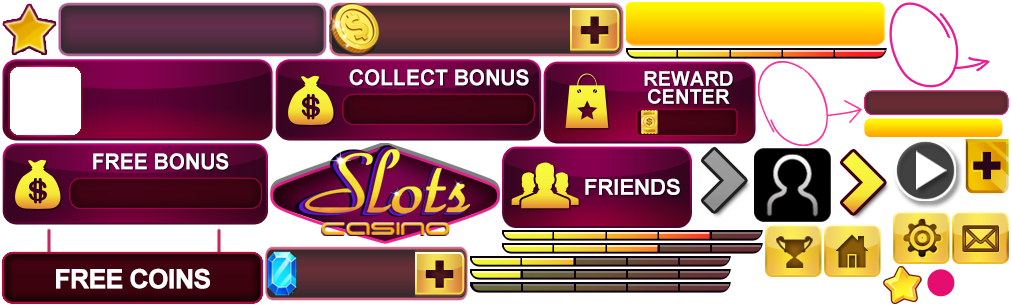 COLLECT BONUS
REWARD
CENTER
FREE BONUS
Slots
CASINO
FRIENDS
FREE COINS